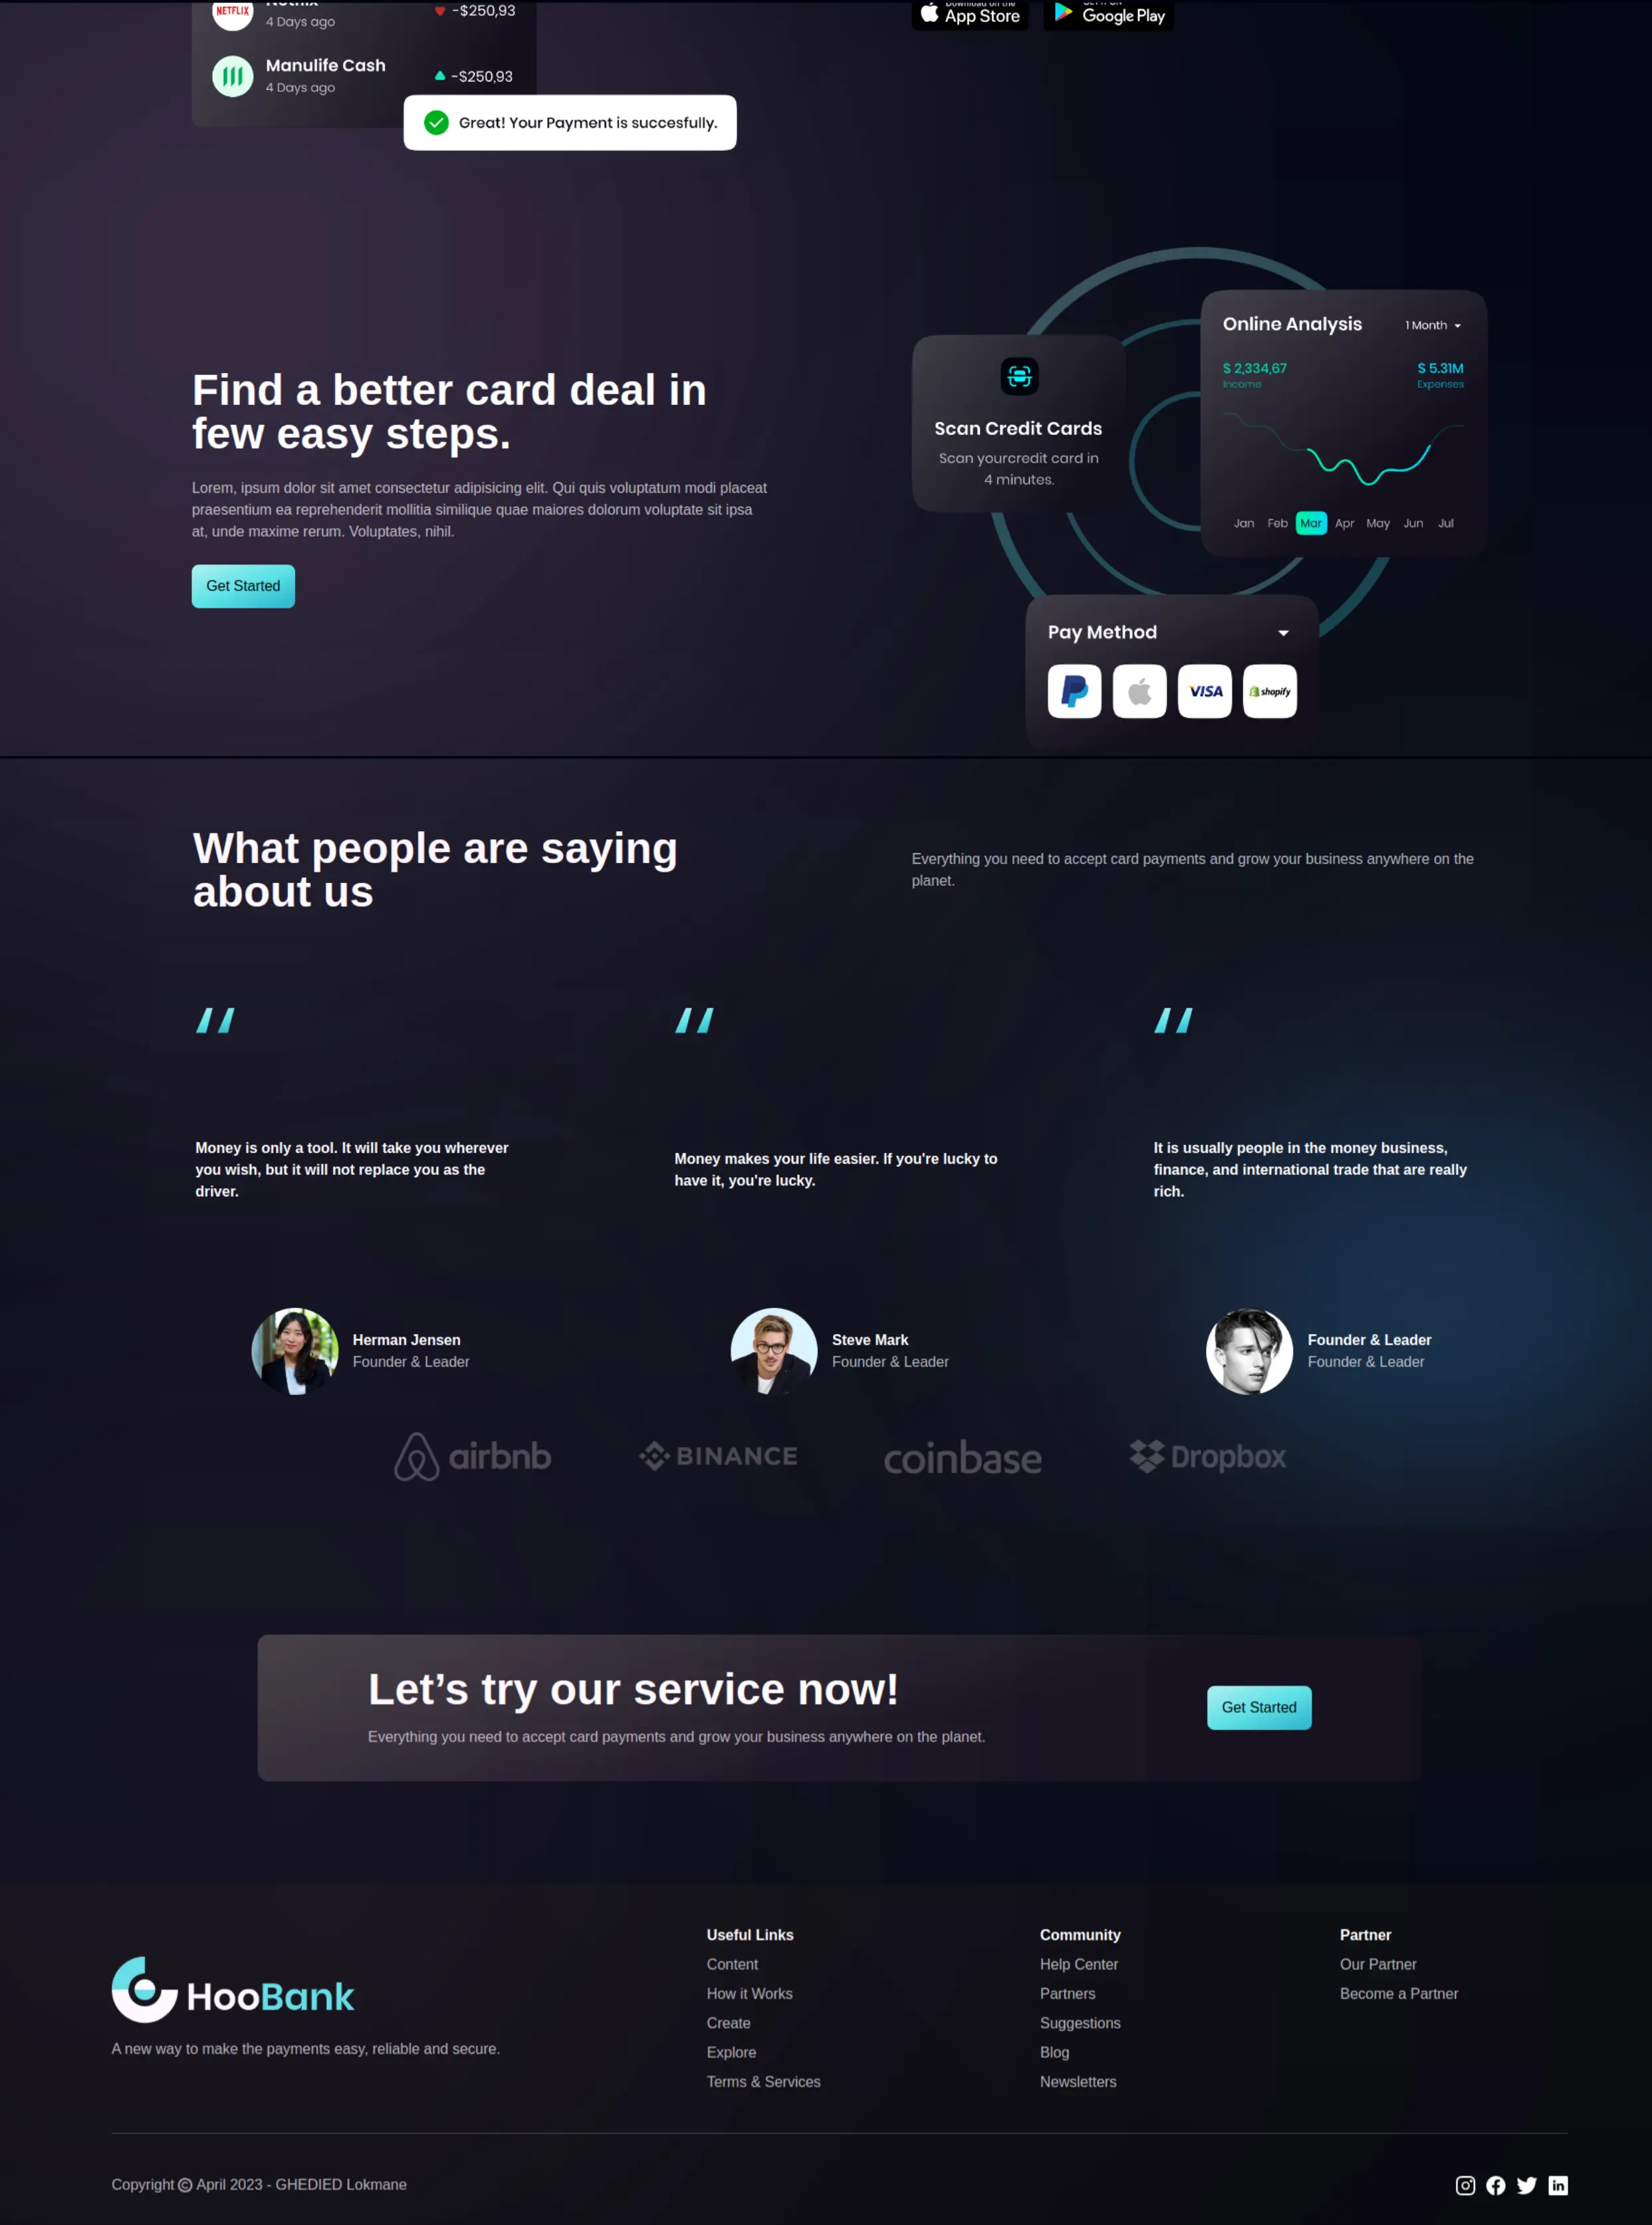 NETFLIX
4 Days ago
-$250,93
App Store
Google Play
Manulife Cash
4 Days ago
-$250,93
Great! Your Payment is succesfully.
Find a better card deal in
few easy steps.
Lorem, ipsum dolor sit amet consectetur adipisicing elit. Qui quis voluptatum modi placeat
praesentium ea reprehenderit mollitia similique quae maiores dolorum voluptate sit ipsa
at, unde maxime rerum. Voluptates, nihil.
Get Started
Scan Credit Cards
Scan yourcredit card in
4 minutes.
Online Analysis
1 Month
$ 2,334,67
$ 5.31M
Income
Expenses
Jan Feb Mar Apr May Jun Jul
Pay Method
VISA
shopify
What people are saying
about us
Everything you need to accept card payments and grow your business anywhere on the
planet.
Money is only a tool. It will take you wherever
you wish, but it will not replace you as the
driver.
Herman Jensen
Founder & Leader
Money makes your life easier. If you're lucky to
have it, you're lucky.
Steve Mark
Founder & Leader
It is usually people in the money business,
finance, and international trade that are really
rich.
Founder & Leader
Founder & Leader
airbnb
BINANCE
coinbase
Dropbox
Let’s try our service now!
Everything you need to accept card payments and grow your business anywhere on the planet.
Get Started
HooBank
A new way to make the payments easy, reliable and secure.
Useful Links
Content
How it Works
Create
Explore
Terms & Services
Community
Help Center
Partners
Suggestions
Blog
Newsletters
Partner
Our Partner
Become a Partner
Copyright © April 2023 - GHEDIED Lokmane